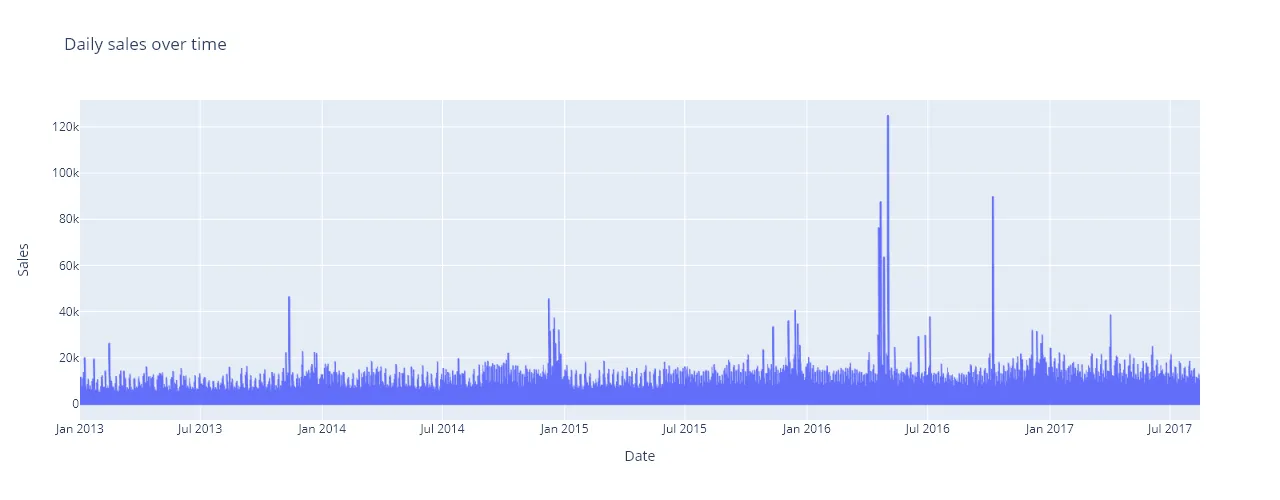 Daily sales over time
Sales
120k
100k
80k
60k
40k
20k
0
Jan 2013
Jul 2013
Jan 2014
Jul 2014
Jan 2015
Jul 2015
Jan 2016
Jul 2016
Jan 2017
Jul 2017
Date